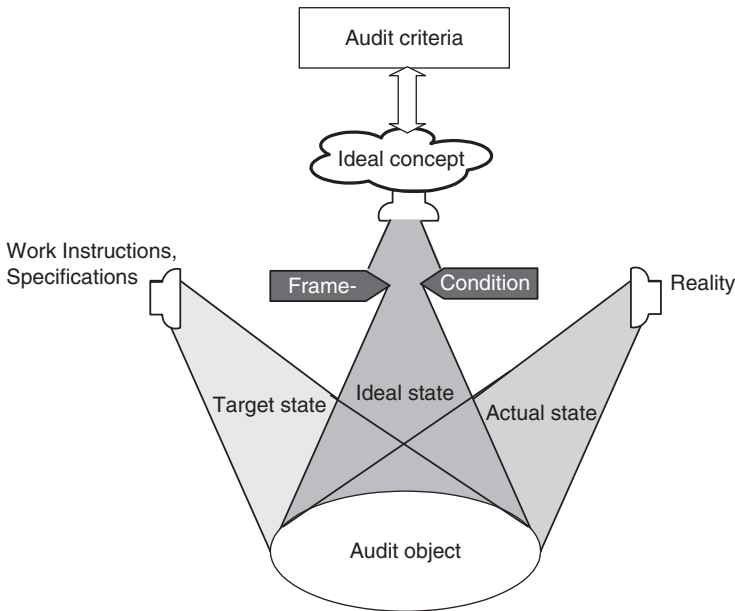 Audit criteria
Ideal concept
Work Instructions,
Specifications
Frame-
Condition
Reality
Target state
Ideal state
Actual state
Audit object